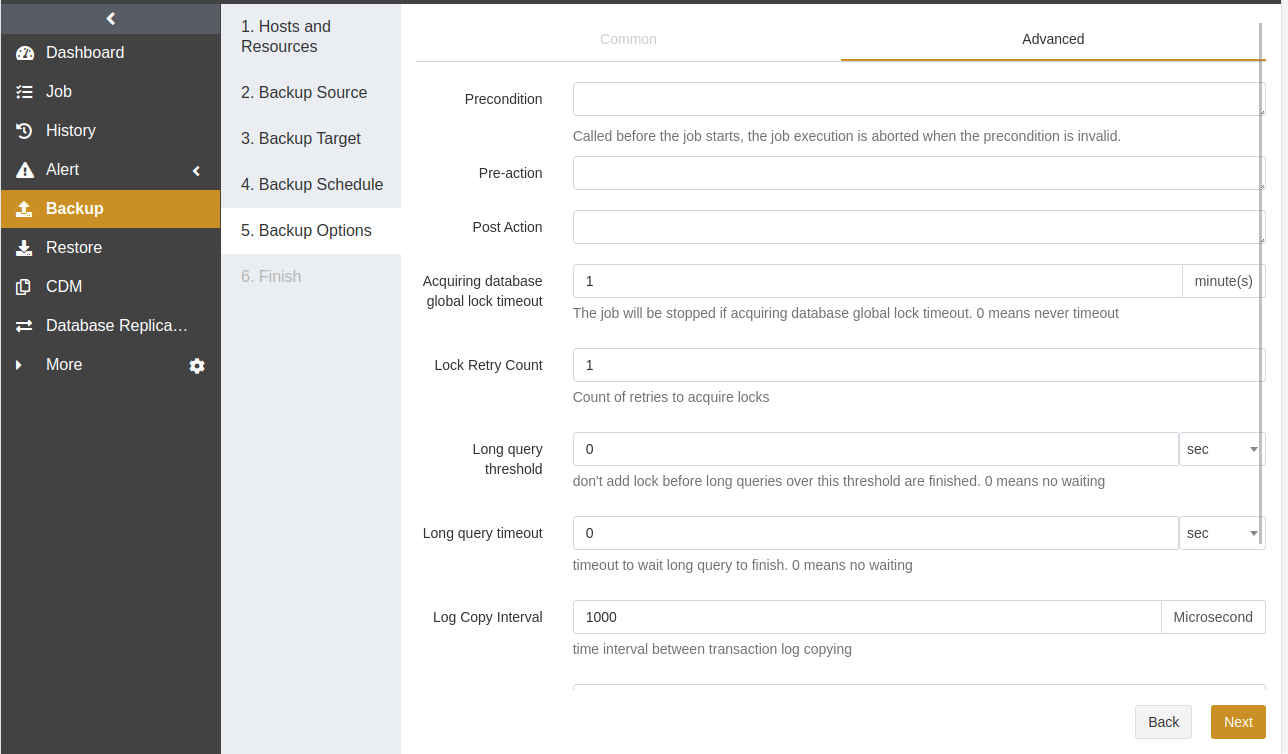 Dashboard
Job
History
Alert
Backup
Restore
CDM
Database Replica…
More
1. Hosts and
Resources
2. Backup Source
3. Backup Target
4. Backup Schedule
5. Backup Options
6. Finish
Common
Advanced
Precondition
Called before the job starts, the job execution is aborted when the precondition is invalid.
Pre-action
Post Action
Acquiring database
global lock timeout
1
minute(s)
The job will be stopped if acquiring database global lock timeout. 0 means never timeout
Lock Retry Count
1
Count of retries to acquire locks
Long query
threshold
0
sec
don't add lock before long queries over this threshold are finished. 0 means no waiting
Long query timeout
0
sec
timeout to wait long query to finish. 0 means no waiting
Log Copy Interval
1000
Microsecond
time interval between transaction log copying
Back
Next